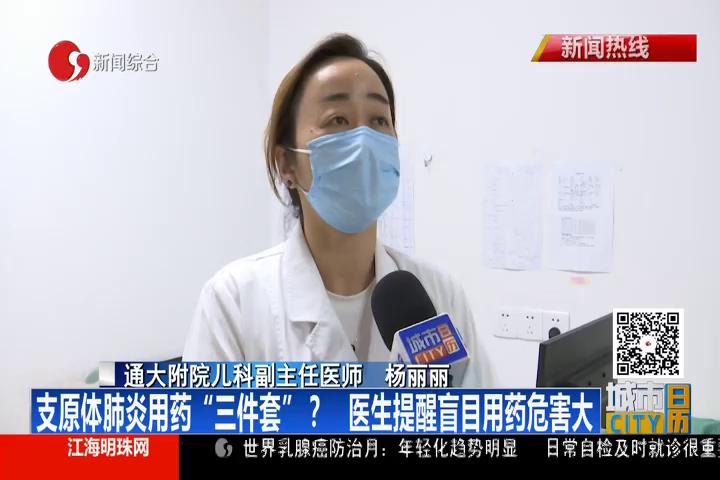 新闻综合
新闻热线
城市日历
CITY
通大附院儿科副主任医师 杨丽丽
支原体肺炎用药“三件套”? 医生提醒盲目用药危害大
城市日历
CITY
江海明珠网
世界乳腺癌防治月：年轻化趋势明显 日常自检及时就诊很重